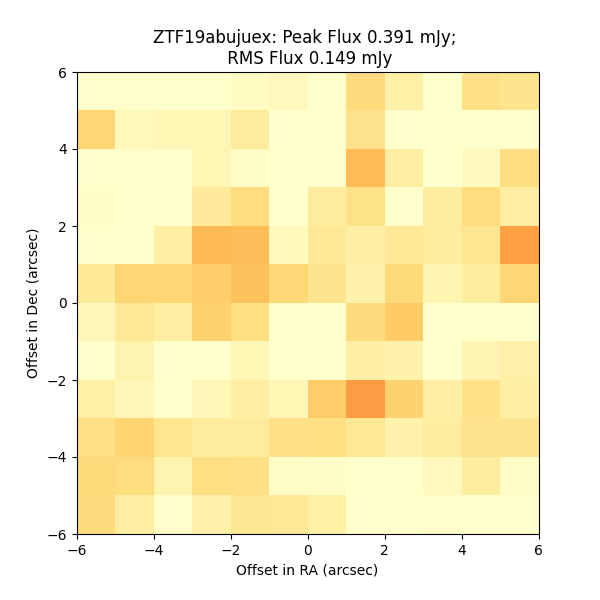 ZTF19abujuex: Peak Flux 0.391 mJy;
RMS Flux 0.149 mJy
6
4
2
0
−2
−4
−6
Offset in Dec (arcsec)
−6 −4 −2 0 2 4 6
Offset in RA (arcsec)